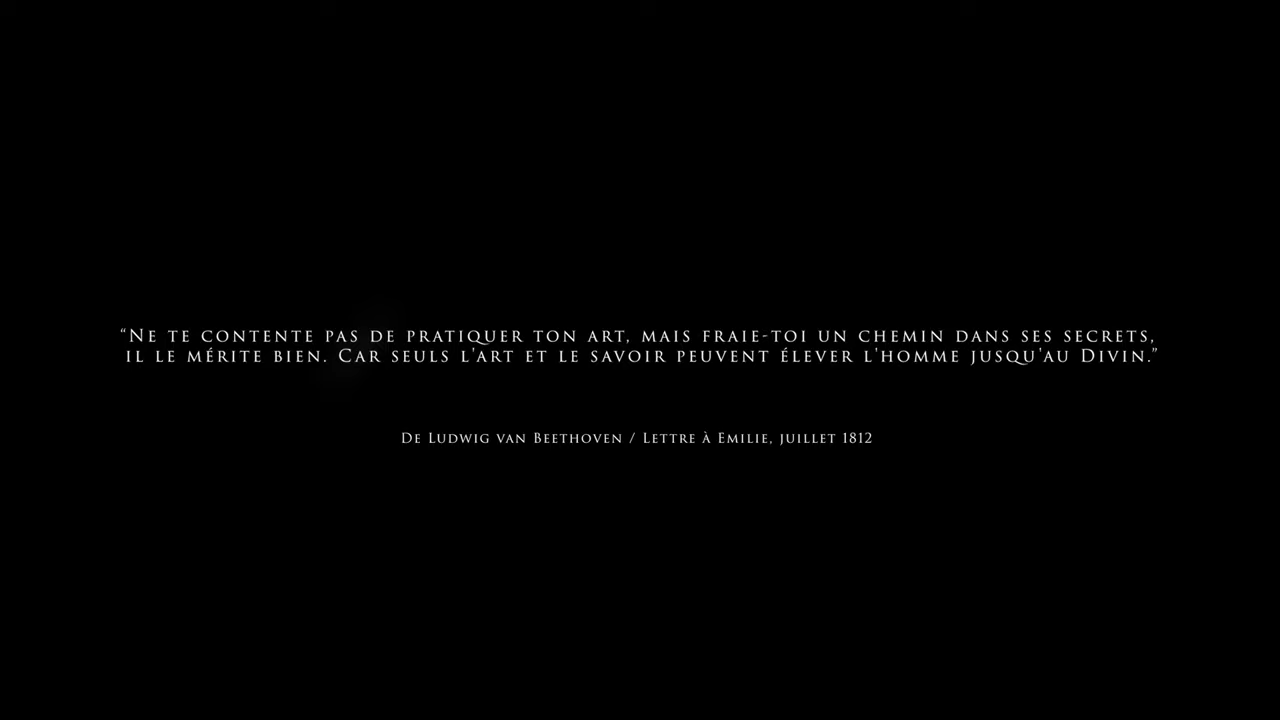 “Ne te contente pas de pratiquer ton art, mais fraie-toi un chemin dans ses secrets,
il le mérite bien. Car seuls l'art et le savoir peuvent élever l'homme jusqu'au Divin.”
De Ludwig van Beethoven / Lettre à Emilie, juillet 1812